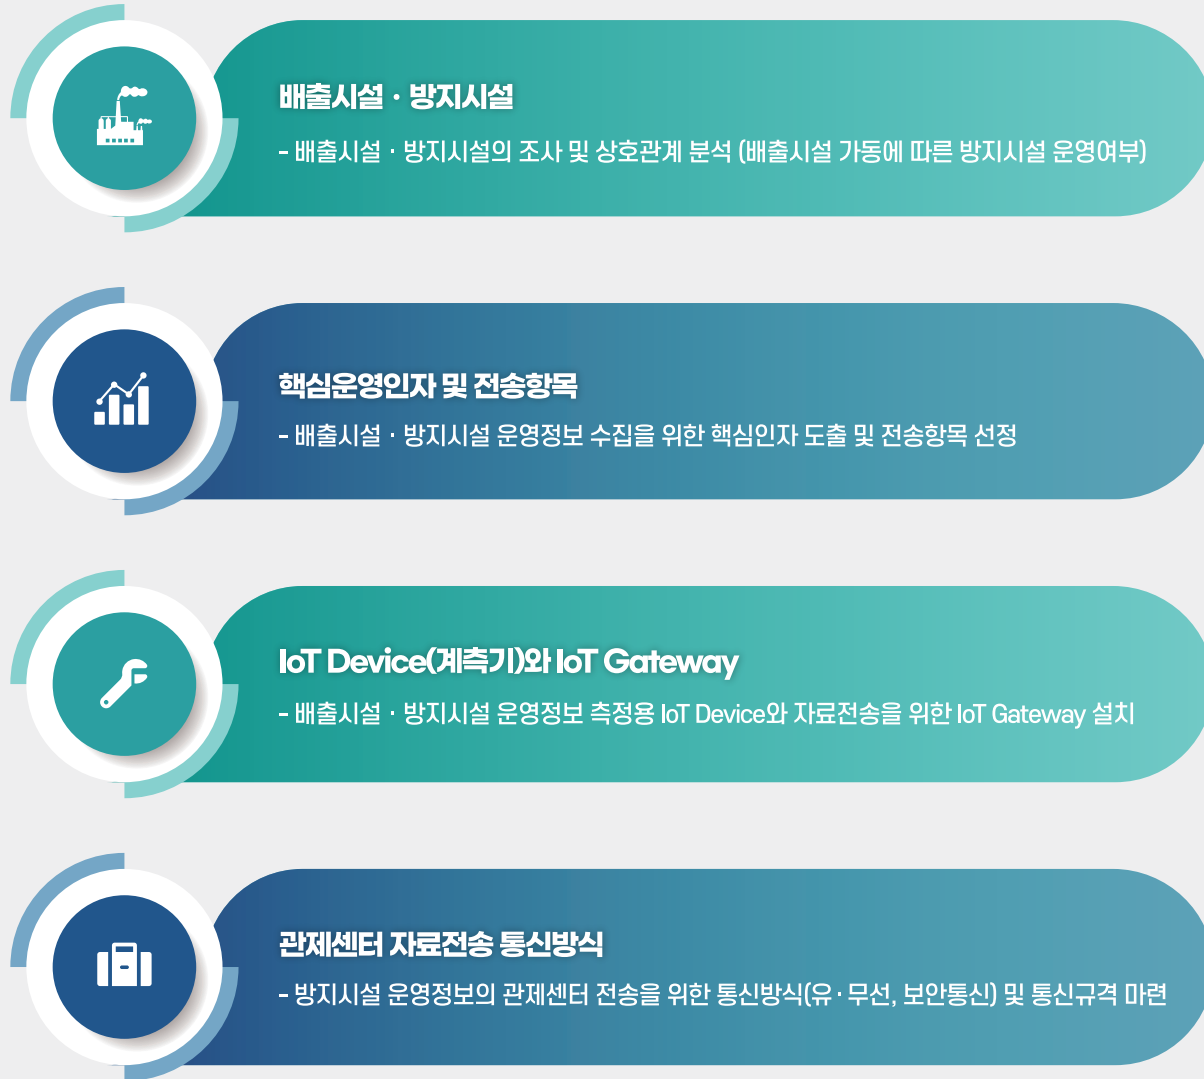 배출시설 · 방지시설
- 배출시설 · 방지시설의 조사 및 상호관계 분석 (배출시설 가동에 따른 방지시설 운영여부)
핵심운영인자 및 전송항목
- 배출시설 · 방지시설 운영정보 수집을 위한 핵심인자 도출 및 전송항목 선정
IoT Device(계측기)와 IoT Gateway
- 배출시설 · 방지시설 운영정보 측정용 IoT Device와 자료전송을 위한 IoT Gateway 설치
관제센터 자료전송 통신방식
- 방지시설 운영정보의 관제센터 전송을 위한 통신방식(유·무선, 보안통신) 및 통신규격 마련